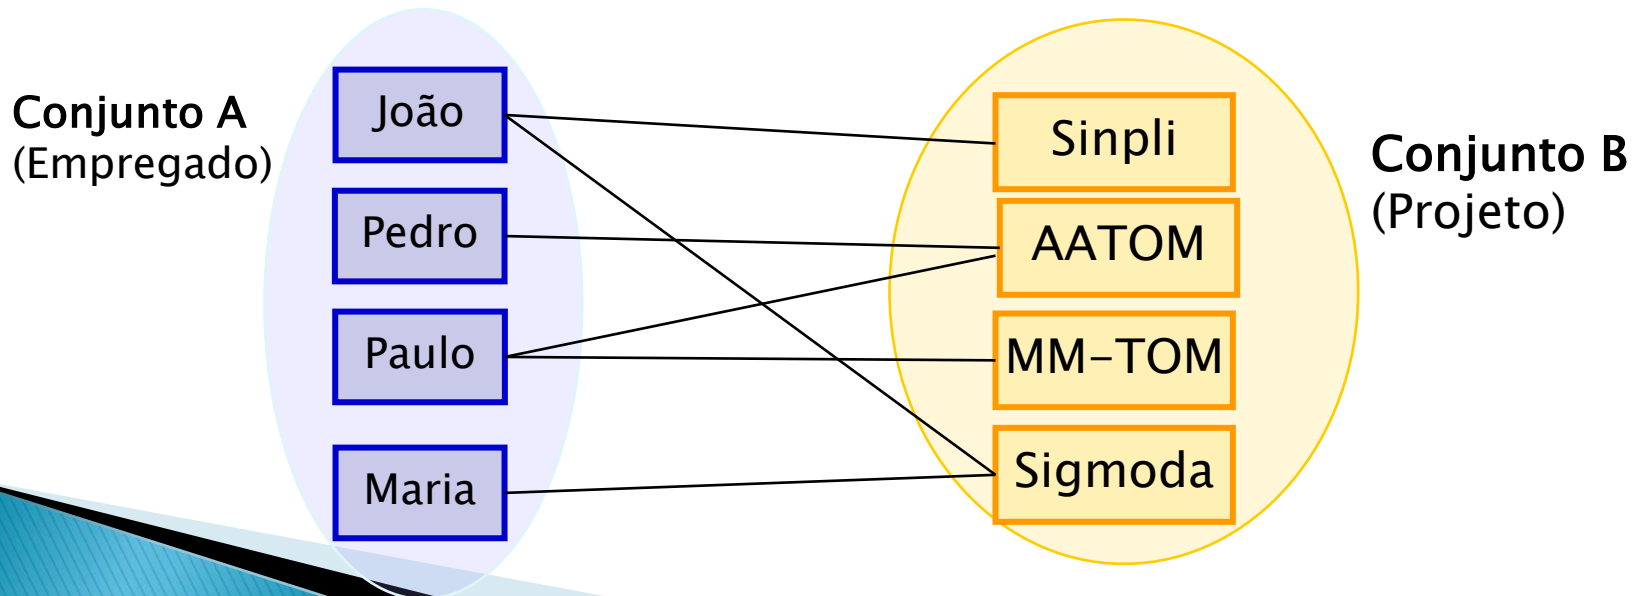 Conjunto A
(Empregado)
João
Pedro
Paulo
Maria
Sinpli
AATOM
MM-TOM
Sigmoda
Conjunto B
(Projeto)